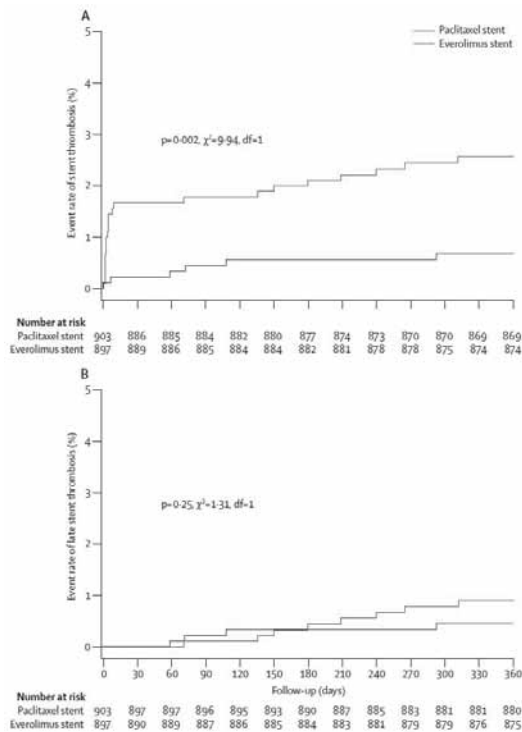 A
5
4
3
2
1
0
Event rate of stent thrombosis (%)
Paclitaxel stent
Everolimus stent
p=0·002, χ²=9·94, df=1
Number at risk
Paclitaxel stent 903 886 885 884 882 880 877 874 873 870 870 869 869
Everolimus stent 897 889 886 885 884 884 882 881 878 878 875 874 874
B
5
4
3
2
1
0
Event rate of late stent thrombosis (%)
p=0·25, χ²=1·31, df=1
0 30 60 90 120 150 180 210 240 270 300 330 360
Follow-up (days)
Number at risk
Paclitaxel stent 903 897 897 896 895 893 890 887 885 883 881 881 880
Everolimus stent 897 890 889 887 886 885 884 883 881 879 879 876 875